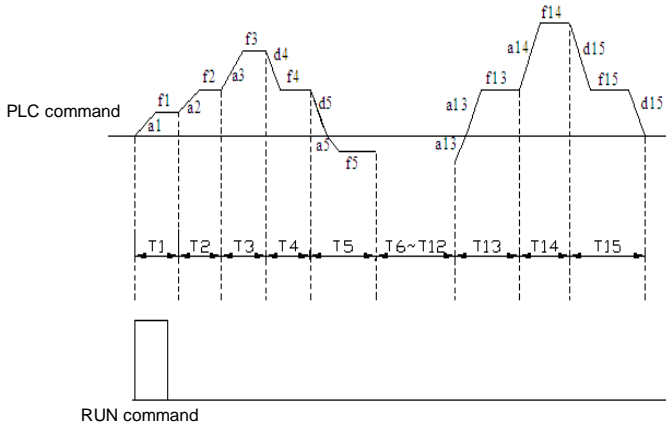 f14
f3
a14
d15
d4
f2
a3
f4
f13
f15
f1
a2
d5
a13
d15
PLC command
a1
a5
a13
f5
T1
T2
T3
T4
T5
T6~T12
T13
T14
T15
RUN command